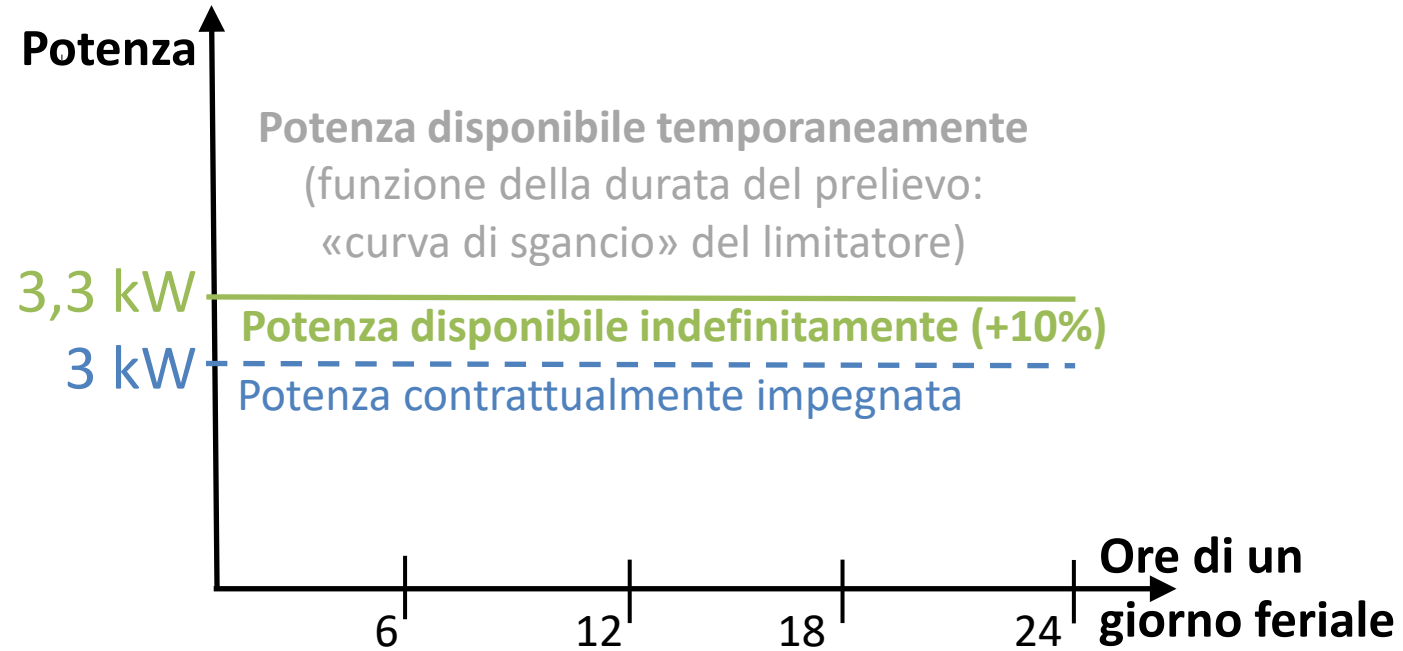 Potenza
Potenza disponibile temporaneamente
(funzione della durata del prelievo:
«curva di sgancio» del limitatore)
3,3 kW
Potenza disponibile indefinitamente (+10%)
3 kW
Potenza contrattualmente impegnata
6
12
18
24
Ore di un
giorno feriale